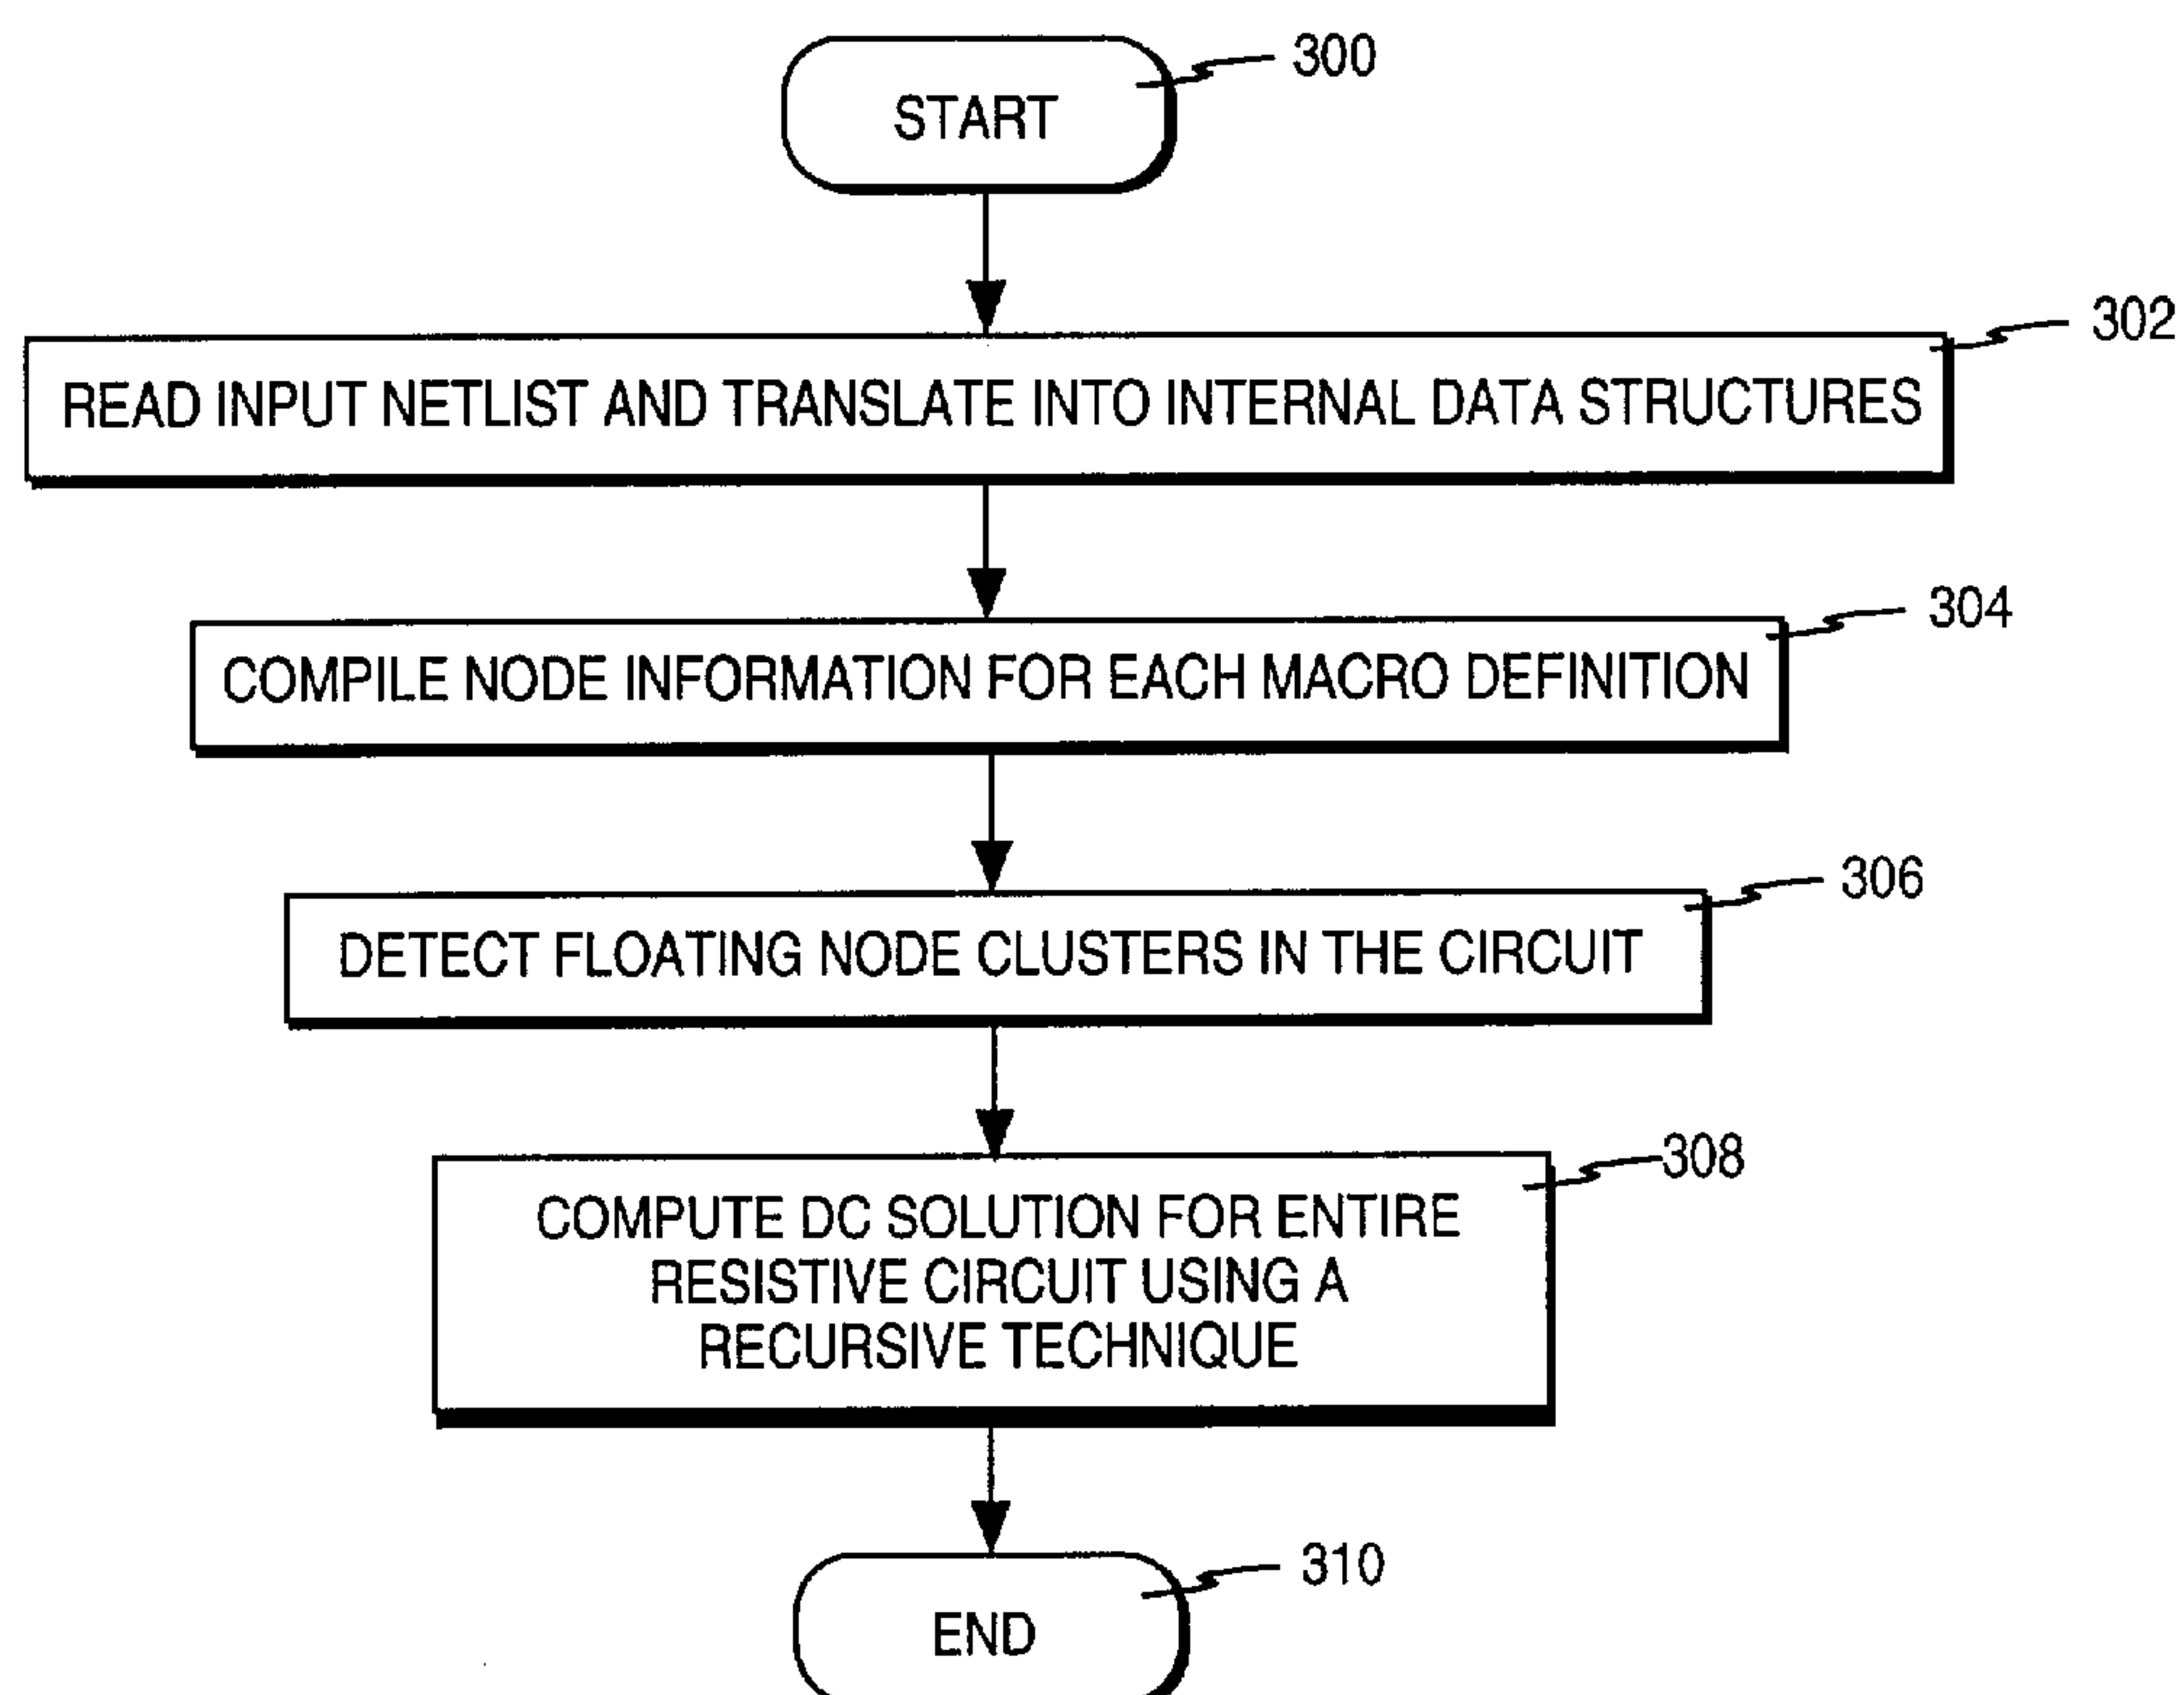 300
START
302
READ INPUT NETLIST AND TRANSLATE INTO INTERNAL DATA STRUCTURES
304
COMPILE NODE INFORMATION FOR EACH MACRO DEFINITION
306
DETECT FLOATING NODE CLUSTERS IN THE CIRCUIT
308
COMPUTE DC SOLUTION FOR ENTIRE
RESISTIVE CIRCUIT USING A
RECURSIVE TECHNIQUE
310
END